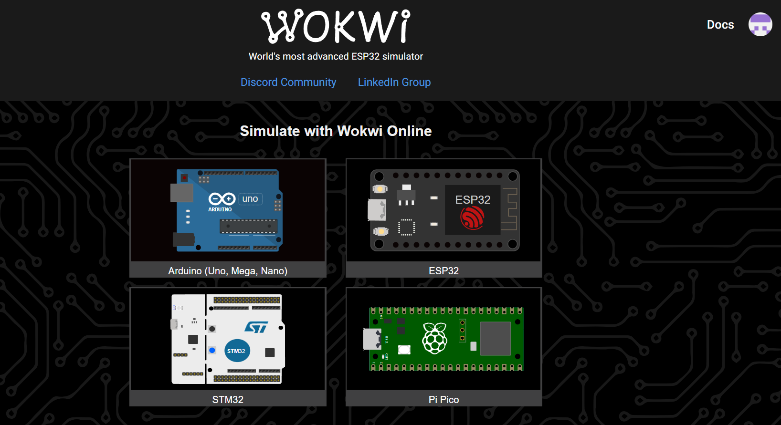 WOKWi
Docs
World's most advanced ESP32 simulator
Discord Community
LinkedIn Group
Simulate with Wokwi Online
uno
ARDUINO
ESP32
Arduino (Uno, Mega, Nano)
ESP32
ST
STM32
STM32
Pi Pico